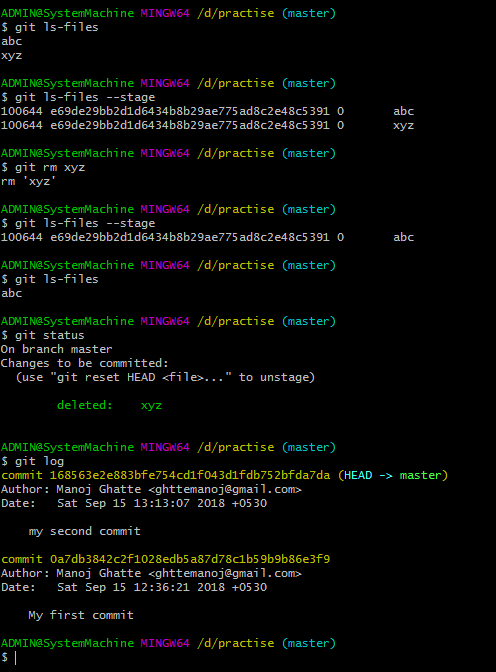 ADMIN@SystemMachine MINGW64 /d/practise (master)
$ git ls-files
abc
xyz
ADMIN@SystemMachine MINGW64 /d/practise (master)
$ git ls-files --stage
100644 e69de29bb2d1d6434b8b29ae775ad8c2e48c5391 0 abc
100644 e69de29bb2d1d6434b8b29ae775ad8c2e48c5391 0 xyz
ADMIN@SystemMachine MINGW64 /d/practise (master)
$ git rm xyz
rm 'xyz'
ADMIN@SystemMachine MINGW64 /d/practise (master)
$ git ls-files --stage
100644 e69de29bb2d1d6434b8b29ae775ad8c2e48c5391 0 abc
ADMIN@SystemMachine MINGW64 /d/practise (master)
$ git ls-files
abc
ADMIN@SystemMachine MINGW64 /d/practise (master)
$ git status
On branch master
Changes to be committed:
(use "git reset HEAD <file>..." to unstage)
deleted: xyz
ADMIN@SystemMachine MINGW64 /d/practise (master)
$ git log
commit 168563e2e883bfe754cd1f043d1fdb752bfda7da (HEAD -> master)
Author: Manoj Ghatte <ghttemanoj@gmail.com>
Date: Sat Sep 15 13:13:07 2018 +0530
my second commit
commit 0a7db3842c2f1028edb5a87d78c1b59b9b86e3f9
Author: Manoj Ghatte <ghttemanoj@gmail.com>
Date: Sat Sep 15 12:36:21 2018 +0530
My first commit
ADMIN@SystemMachine MINGW64 /d/practise (master)
$